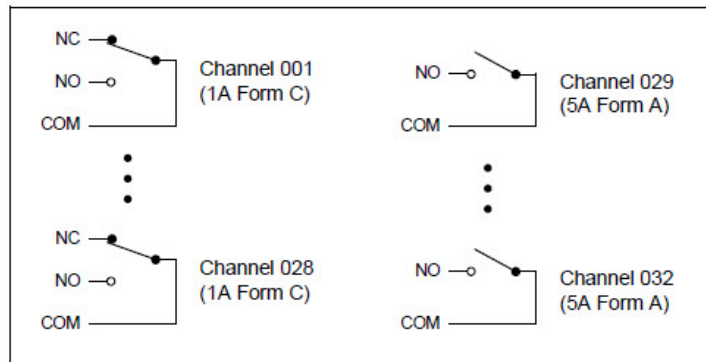 NC
NO
COM
Channel 001
(1A Form C)
NO
COM
Channel 029
(5A Form A)
NC
NO
COM
Channel 028
(1A Form C)
NO
COM
Channel 032
(5A Form A)